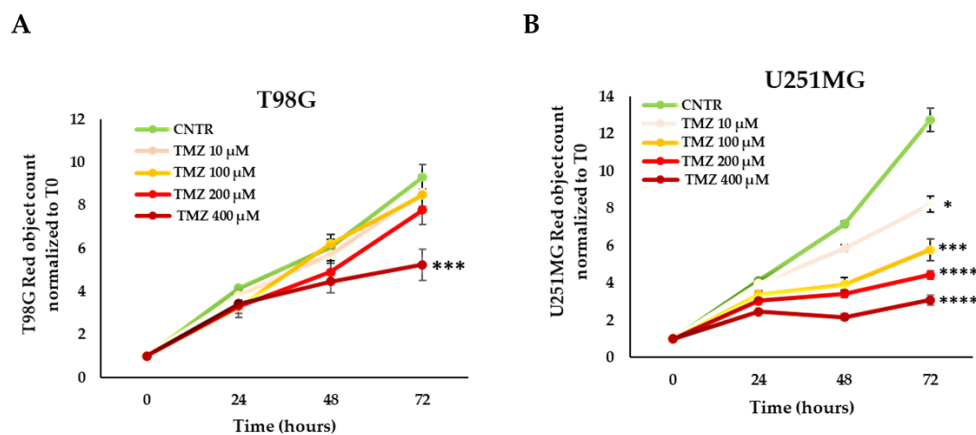 A
T98G
T98G Red object count
normalized to T0
12
10
8
6
4
2
0
CNTR
TMZ 10 µM
TMZ 100 µM
TMZ 200 µM
TMZ 400 µM
***
0 24 48 72
Time (hours)
B
U251MG
U251MG Red object count
normalized to T0
14
12
10
8
6
4
2
0
CNTR
TMZ 10 µM
TMZ 100 µM
TMZ 200 µM
TMZ 400 µM
*
***
****
****
0 24 48 72
Time (hours)